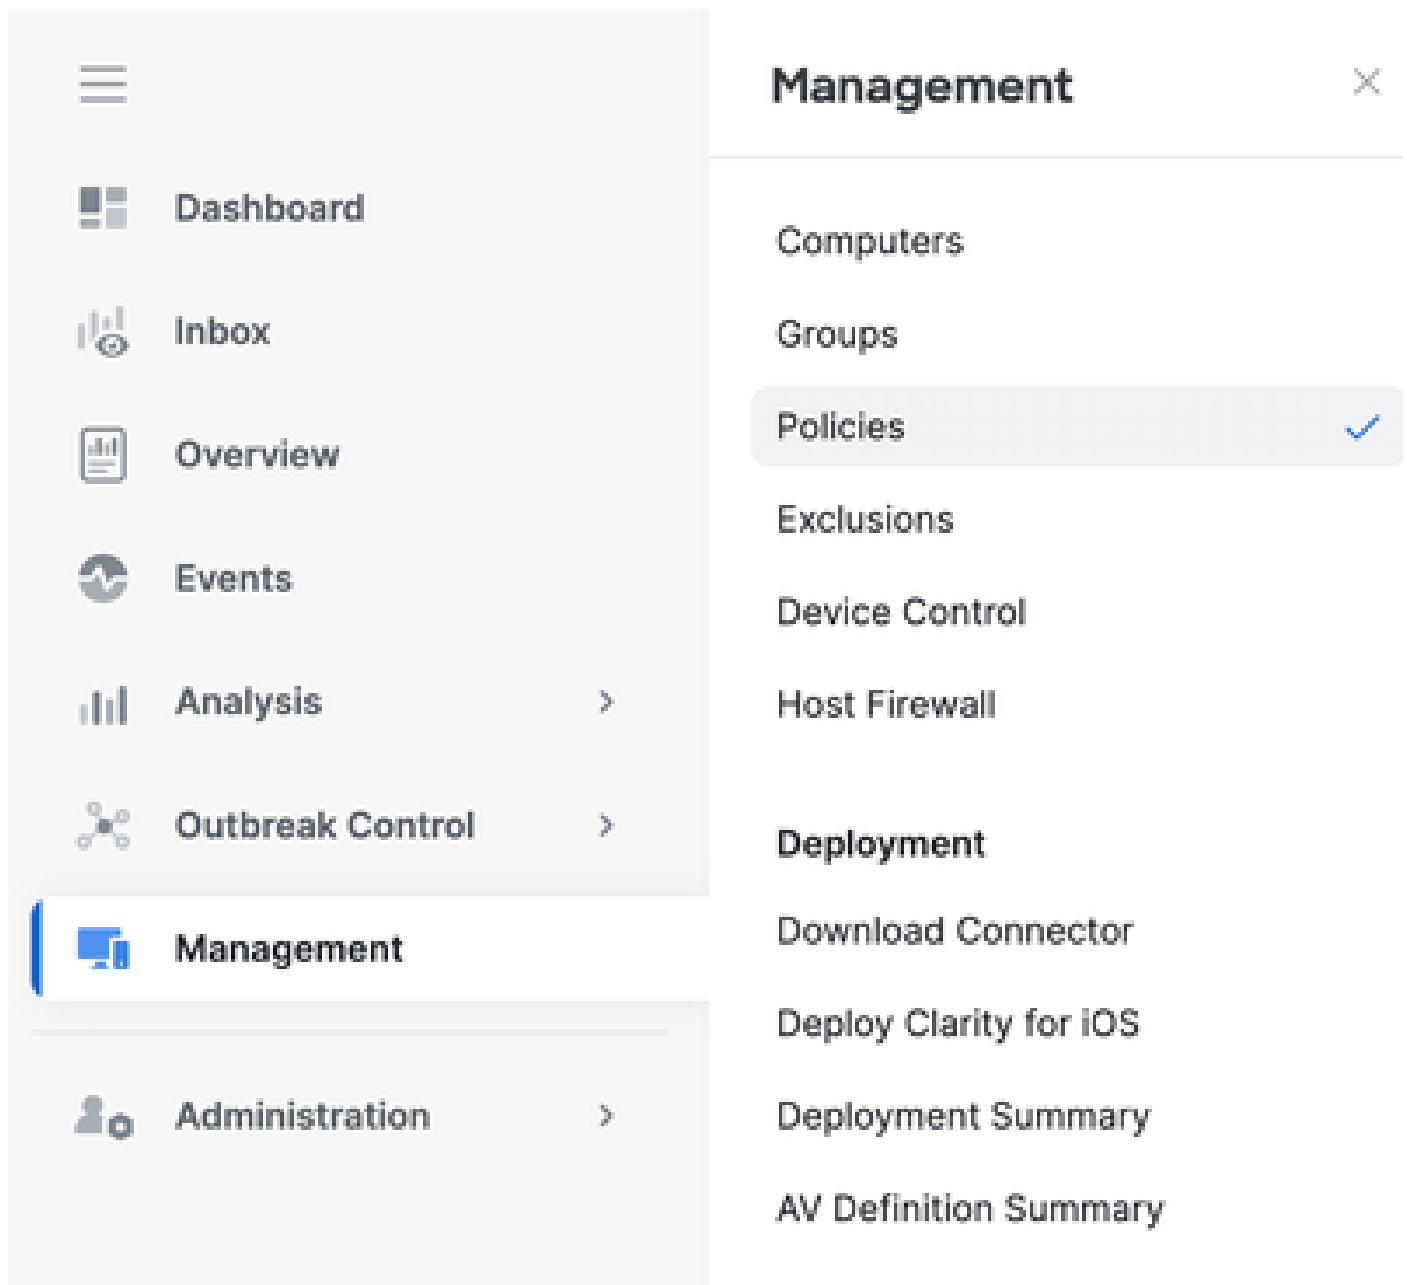 Dashboard
Inbox
Overview
Events
Analysis
Outbreak Control
Management
Administration
Management
Computers
Groups
Policies
Exclusions
Device Control
Host Firewall
Deployment
Download Connector
Deploy Clarity for iOS
Deployment Summary
AV Definition Summary